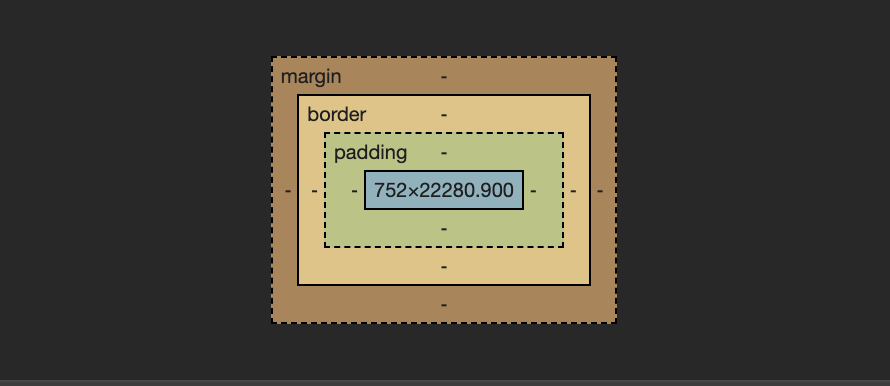 margin -
border -
padding -
- - - 752×22280.900 - - -
-
-
-